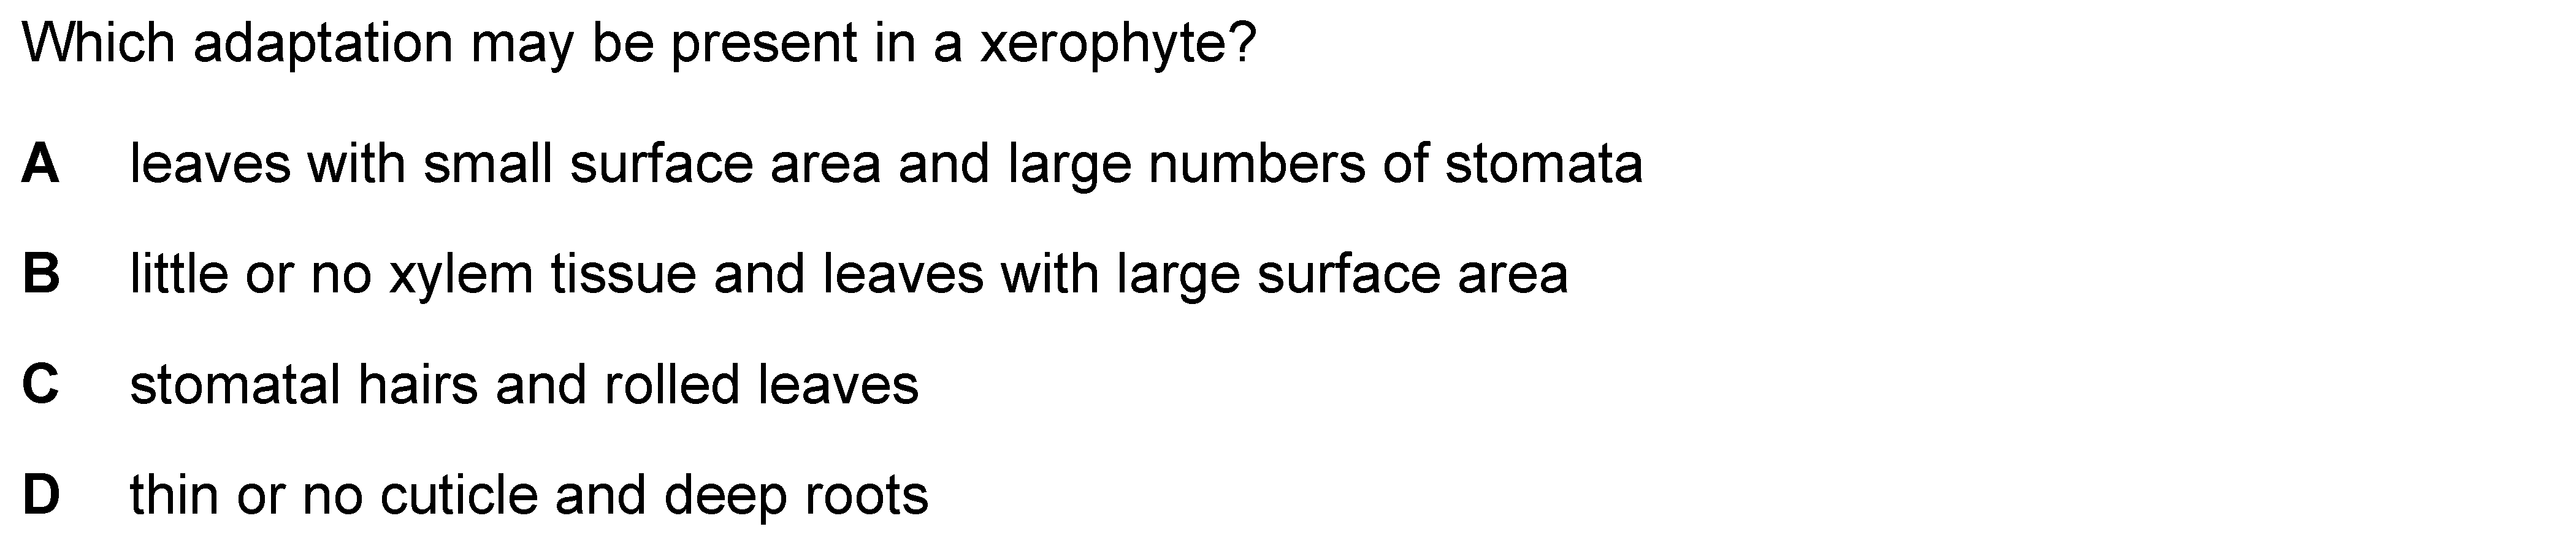 Which adaptation may be present in a xerophyte?
A leaves with small surface area and large numbers of stomata
B little or no xylem tissue and leaves with large surface area
C stomatal hairs and rolled leaves
D thin or no cuticle and deep roots